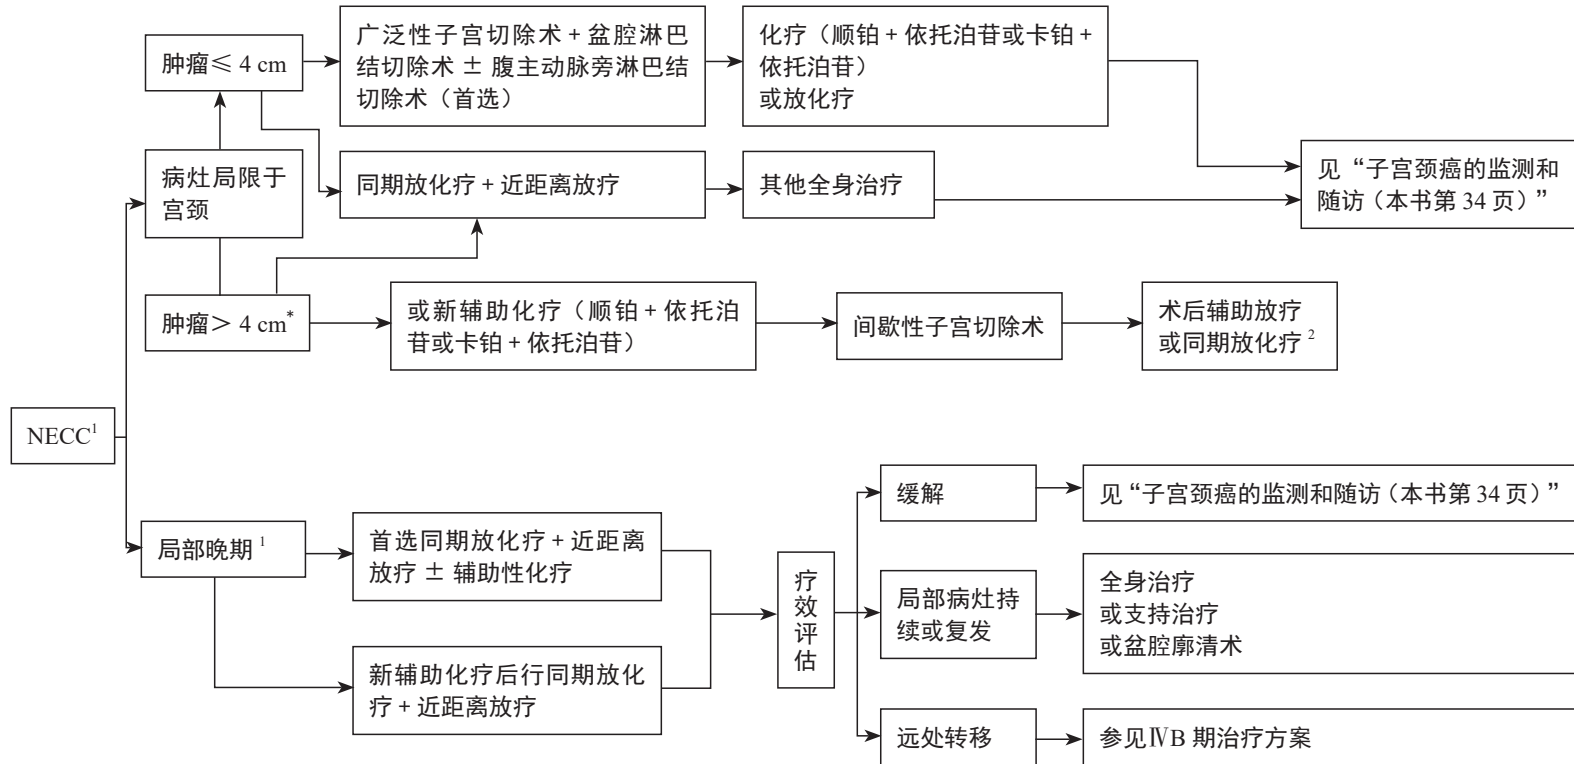 肿瘤≤ 4 cm
广泛性子宫切除术 + 盆腔淋巴
结切除术 ± 腹主动脉旁淋巴结
切除术（首选）
化疗（顺铂 + 依托泊苷或卡铂 +
依托泊苷）
或放化疗
病灶局限于
宫颈
同期放化疗 + 近距离放疗
其他全身治疗
见“子宫颈癌的监测和
随访（本书第 34 页）”
肿瘤＞ 4 cm*
或新辅助化疗（顺铂 + 依托泊
苷或卡铂 + 依托泊苷）
间歇性子宫切除术
术后辅助放疗
或同期放化疗 2
NECC1
局部晚期 1
首选同期放化疗 + 近距离
放疗 ± 辅助性化疗
新辅助化疗后行同期放化
疗 + 近距离放疗
疗
效
评
估
缓解
见“子宫颈癌的监测和随访（本书第 34 页）”
局部病灶持
续或复发
全身治疗
或支持治疗
或盆腔廓清术
远处转移
参见ⅣB 期治疗方案